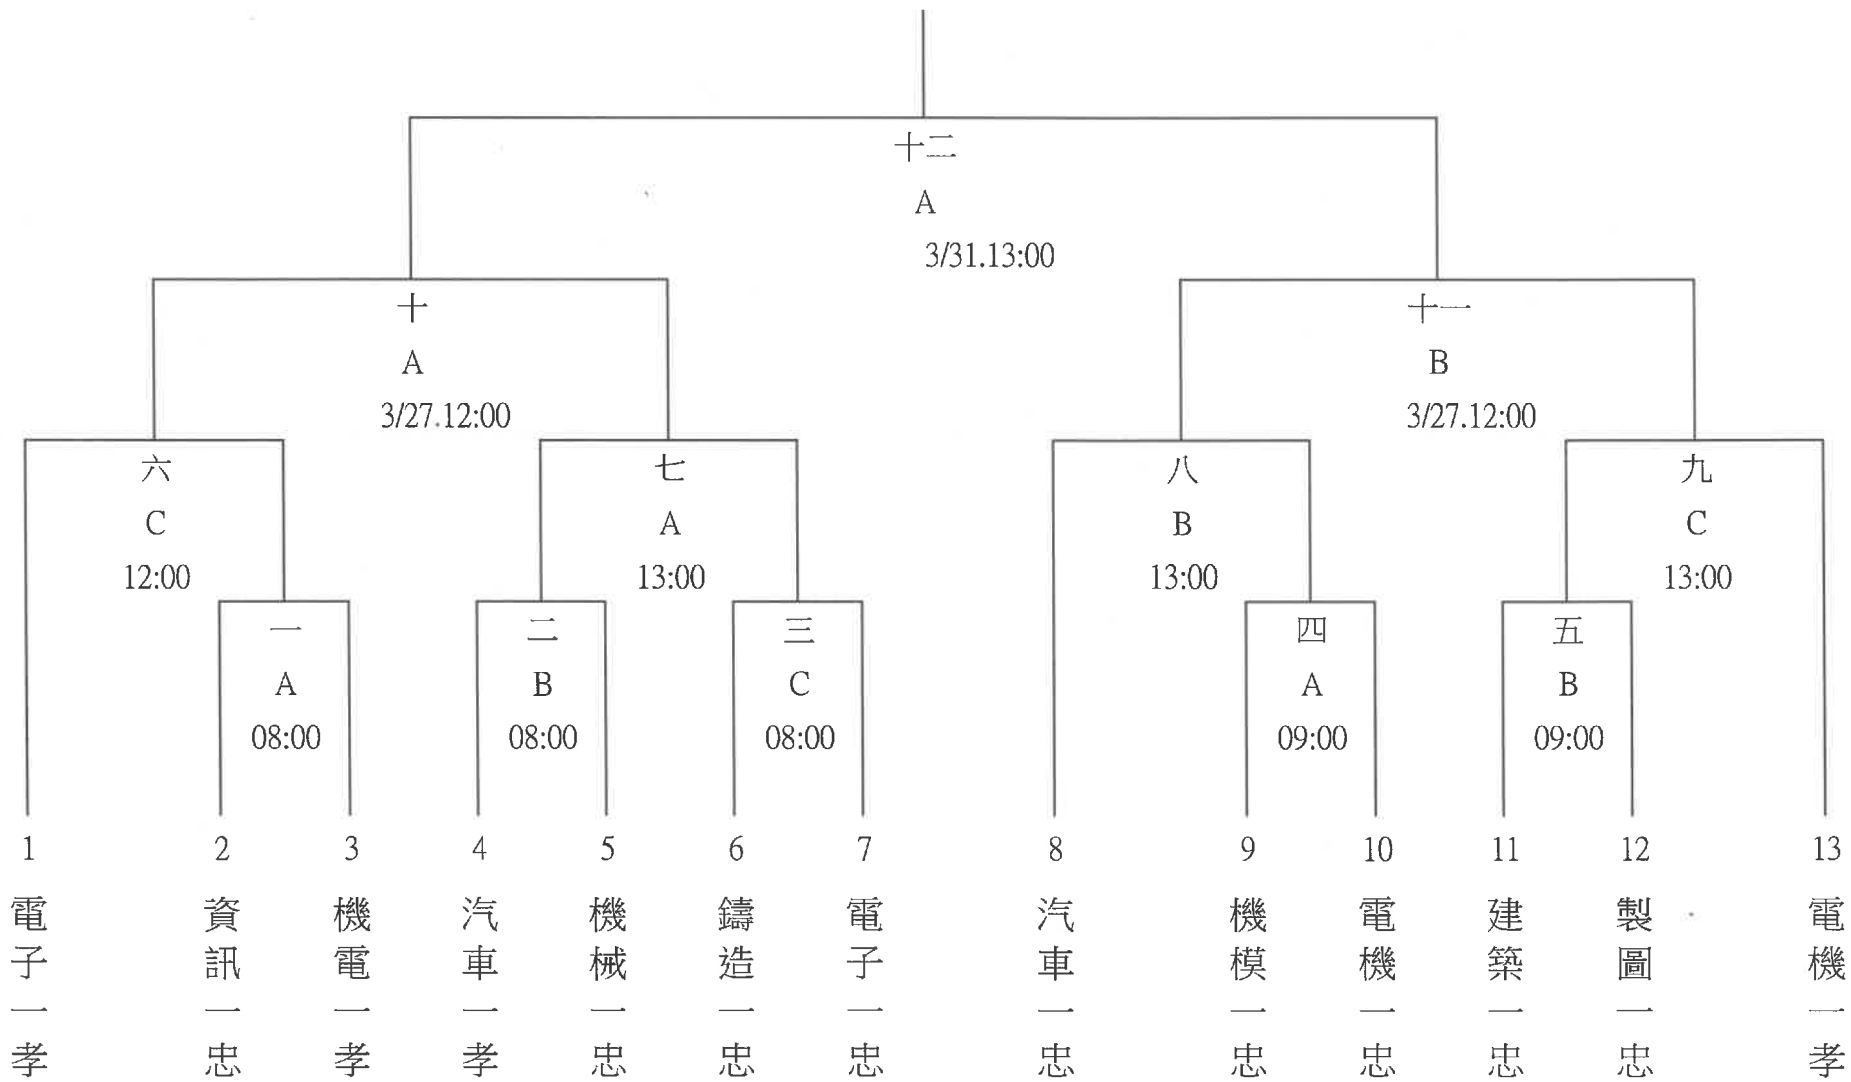 十二
A
3/31.13:00
十
A
3/27.12:00
十一
B
3/27.12:00
六
C
12:00
七
A
13:00
八
B
13:00
九
C
13:00
一
A
08:00
二
B
08:00
三
C
08:00
四
A
09:00
五
B
09:00
1
電子一孝
2
資訊一忠
3
機電一孝
4
汽車一孝
5
機械一忠
6
鑄造一忠
7
電子一忠
8
汽車一忠
9
機模一忠
10
電機一忠
11
建築一忠
12
製圖一忠
13
電機一孝